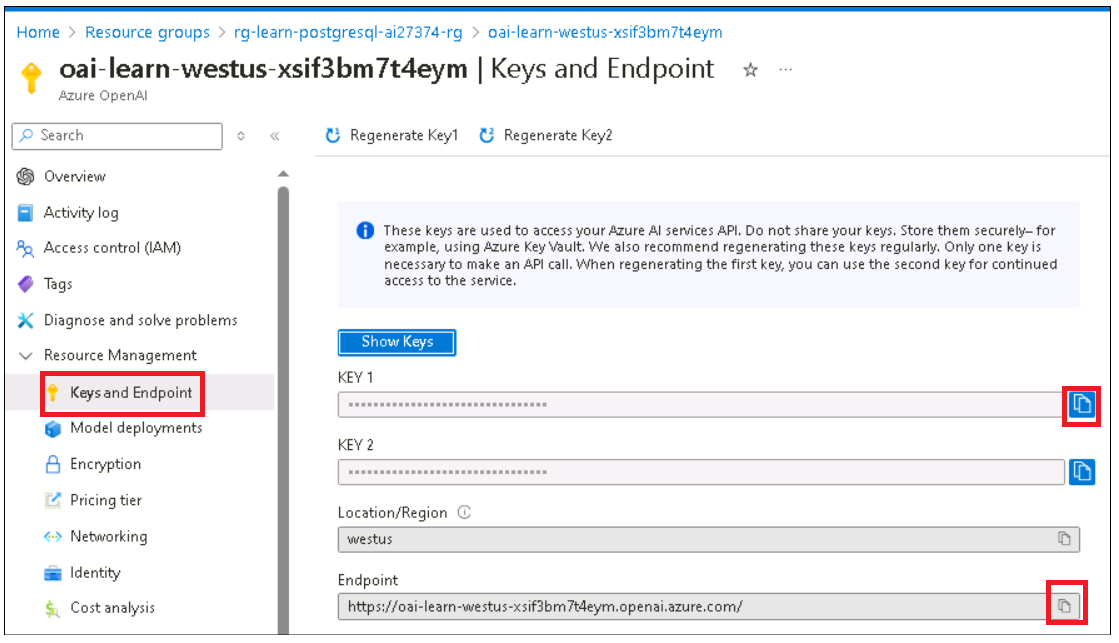 Home > Resource groups > rg-learn-postgresql-ai27374-rg > oai-learn-westus-xsif3bm7t4eym
oai-learn-westus-xsif3bm7t4eym | Keys and Endpoint ☆ ...
Azure OpenAI
Search
Regenerate Key1 Regenerate Key2
Overview
Activity log
Access control (IAM)
Tags
Diagnose and solve problems
Resource Management
Keys and Endpoint
Model deployments
Encryption
Pricing tier
Networking
Identity
Cost analysis
These keys are used to access your Azure AI services API. Do not share your keys. Store them securely– for
example, using Azure Key Vault. We also recommend regenerating these keys regularly. Only one key is
necessary to make an API call. When regenerating the first key, you can use the second key for continued
access to the service.
Show Keys
KEY 1
································
KEY 2
································
Location/Region
westus
Endpoint
https://oai-learn-westus-xsif3bm7t4eym.openai.azure.com/